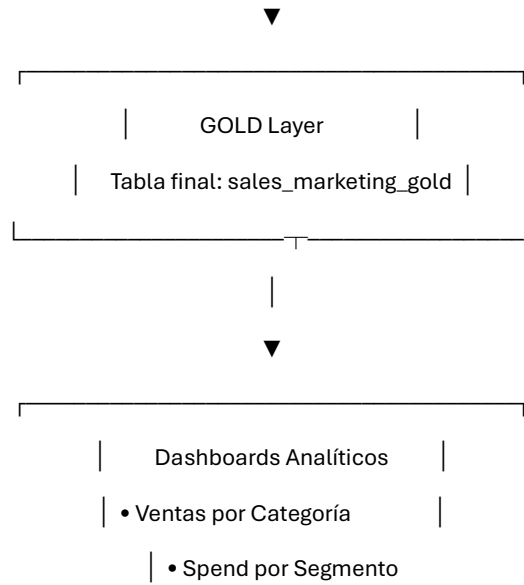 GOLD Layer
Tabla final: sales_marketing_gold
Dashboards Analíticos
• Ventas por Categoría
• Spend por Segmento